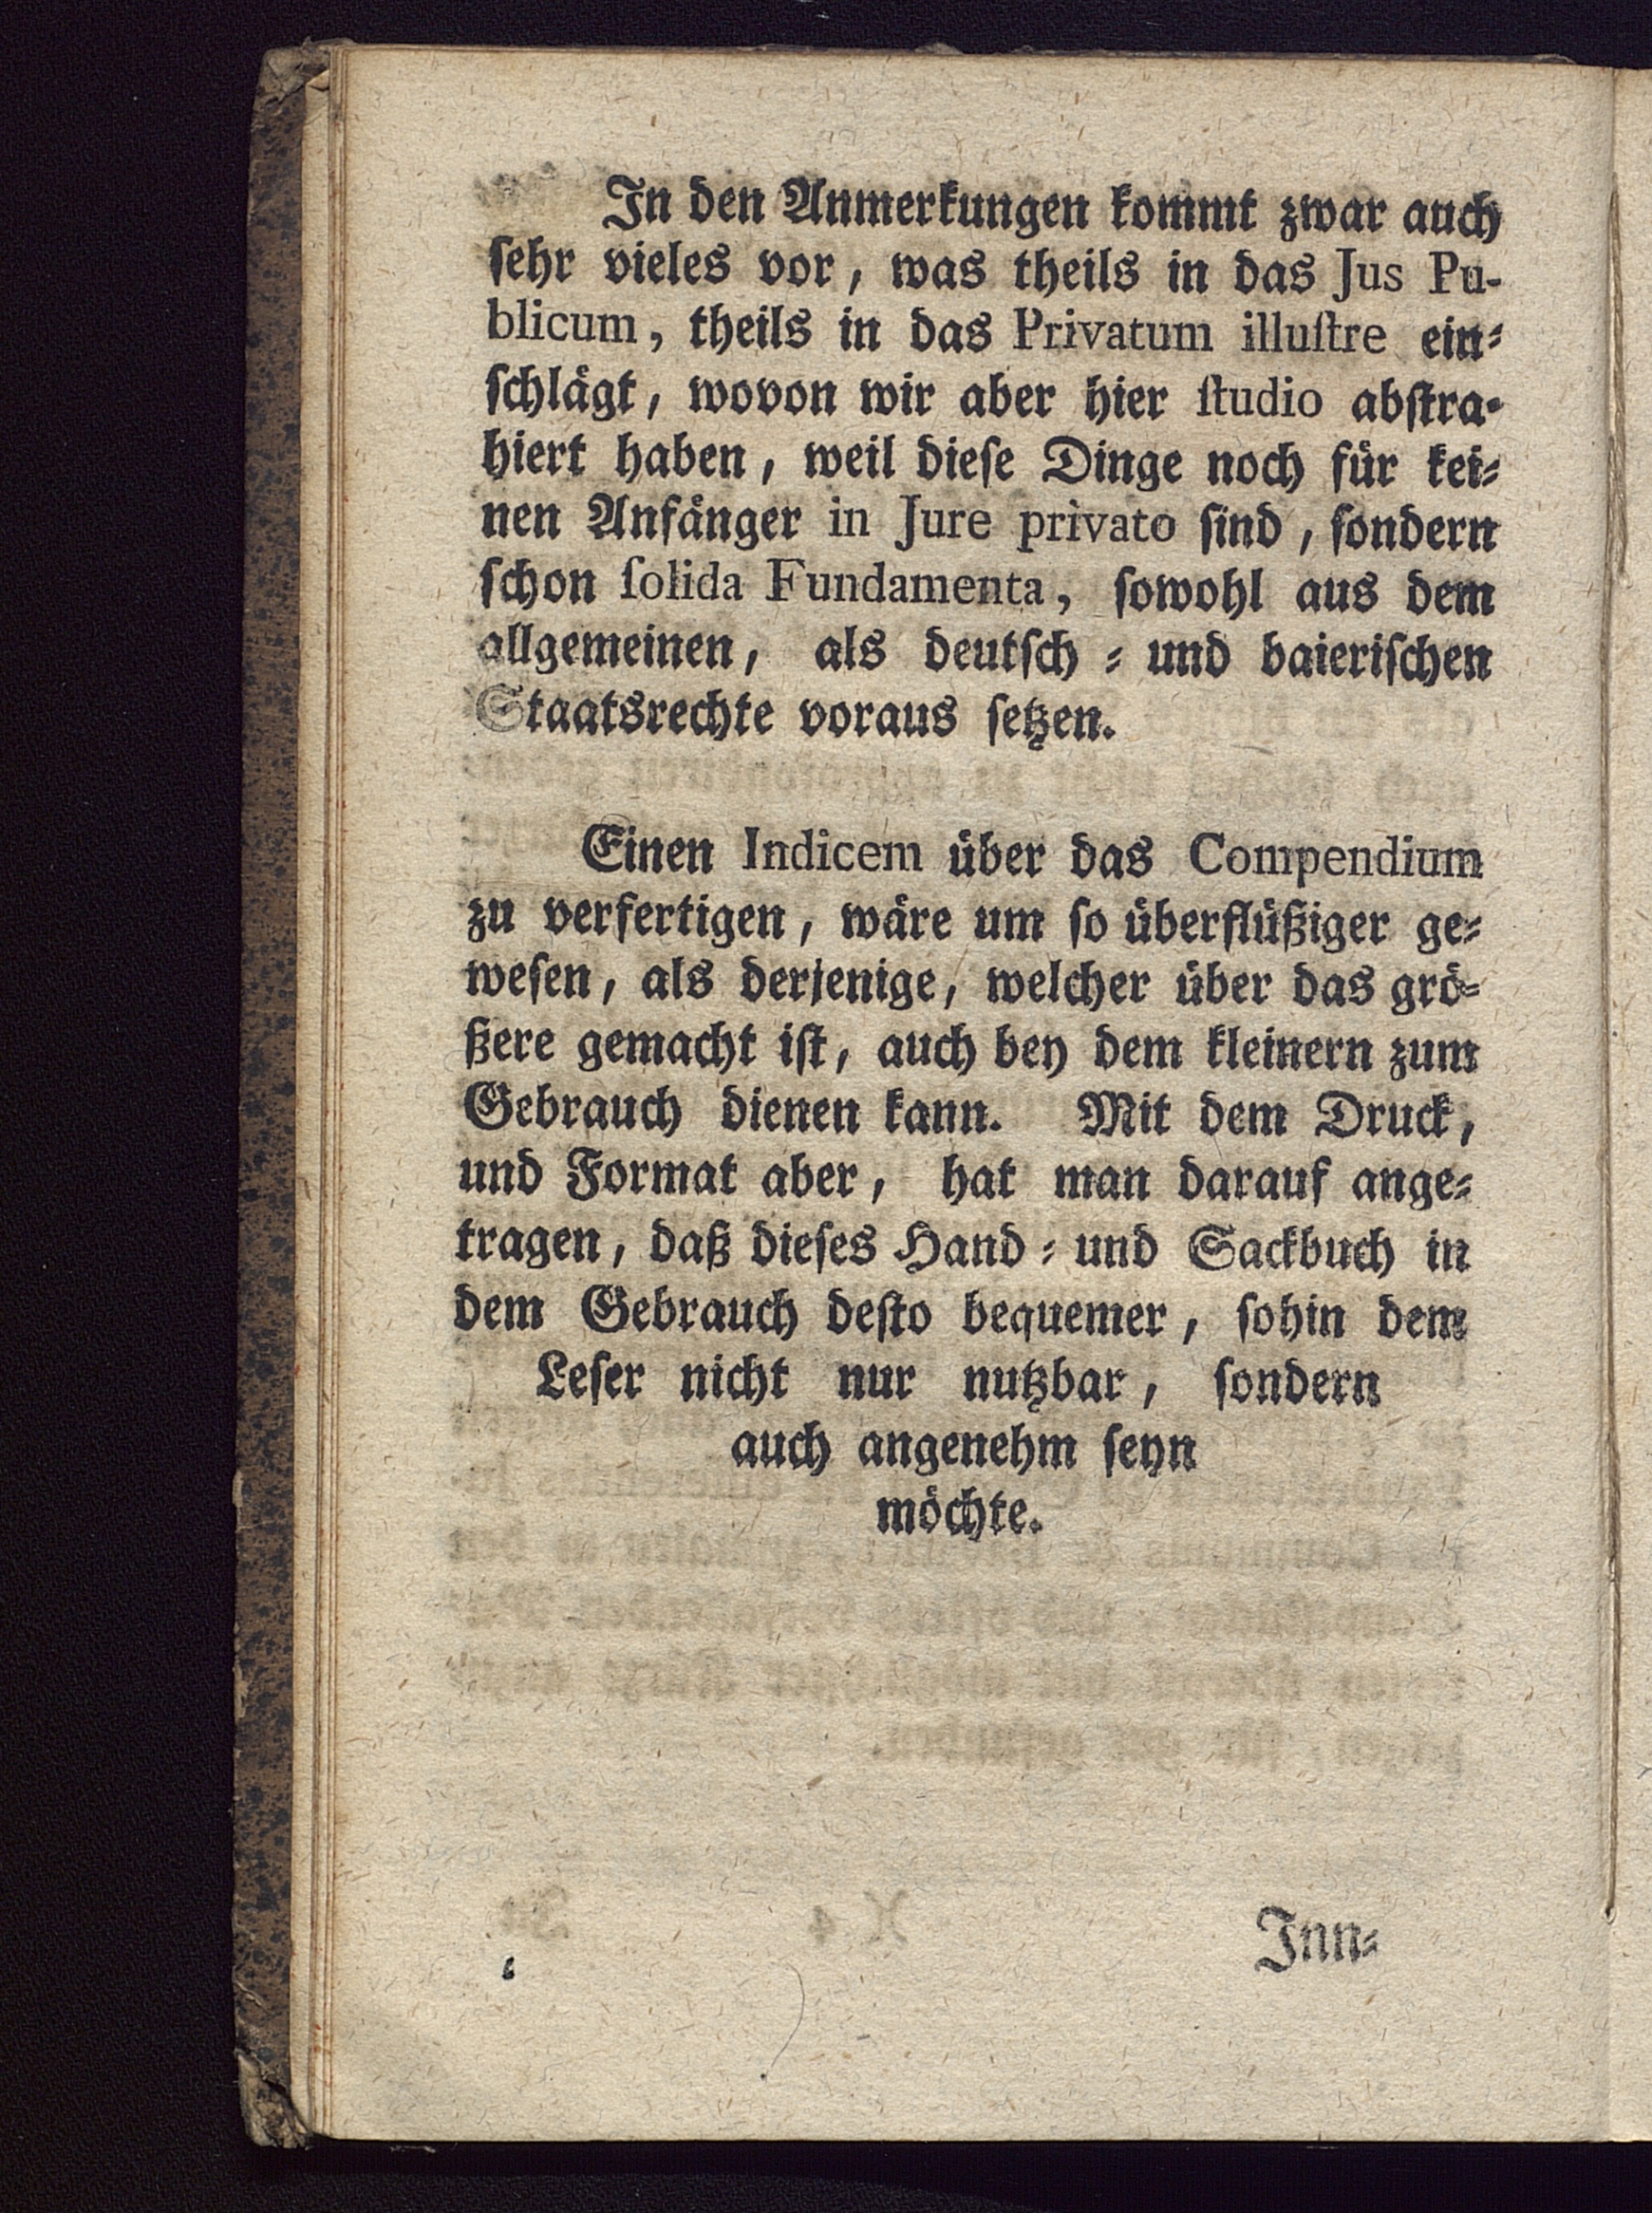 In den Anmerkungen kommt zwar auch
ſehr vieles vor, was theils in das Jus Pu-
blicum, theils in das Privatum illuſtre ein⸗
ſchlägt, wovon wir aber hier ſtudio abſtra⸗
hiert haben, weil dieſe Dinge noch für kei⸗
nen Anfänger in Jure privato ſind, ſondern
ſchon ſolida Fundamenta, ſowohl aus dem
allgemeinen, als deutſch ⸗ und baieriſchen
Staatsrechte voraus ſetzen.
Einen Indicem über das Compendium
zu verfertigen, wäre um ſo überflüßiger ge⸗
weſen, als derjenige, welcher über das grö⸗
ßere gemacht iſt, auch bey dem kleinern zum
Gebrauch dienen kann. Mit dem Druck,
und Format aber, hat man darauf ange⸗
tragen, daß dieſes Hand ⸗ und Sackbuch in
dem Gebrauch deſto bequemer, ſohin dem
Leſer nicht nur nutzbar, ſondern
auch angenehm ſeyn
möchte.
Inn⸗